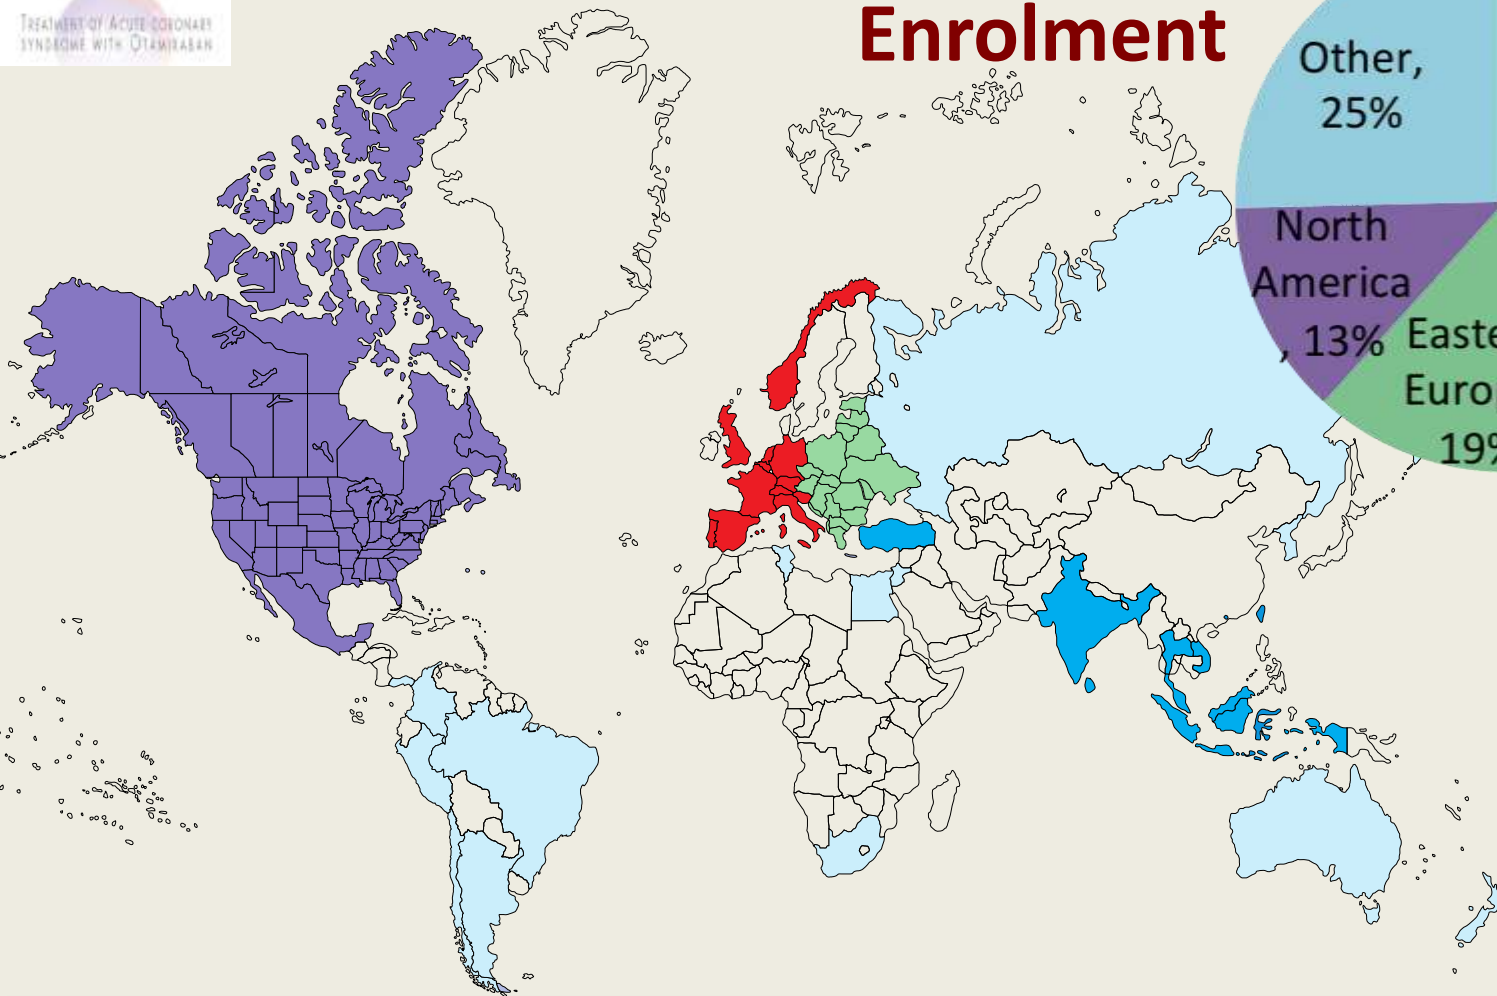 TREATMENT OF ACUTE CORONARY
SYNDROME WITH OTAMIXABAN
Enrolment
Other,
25%
North
America
, 13%
Easte
Euro
19%